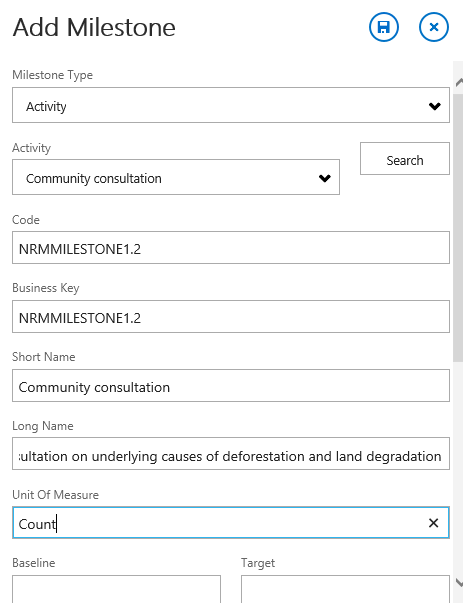 Add Milestone
Milestone Type
Activity
Activity
Community consultation
Search
Code
NRMMILESTONE1.2
Business Key
NRMMILESTONE1.2
Short Name
Community consultation
Long Name
ultation on underlying causes of deforestation and land degradation
Unit Of Measure
Count
Baseline Target